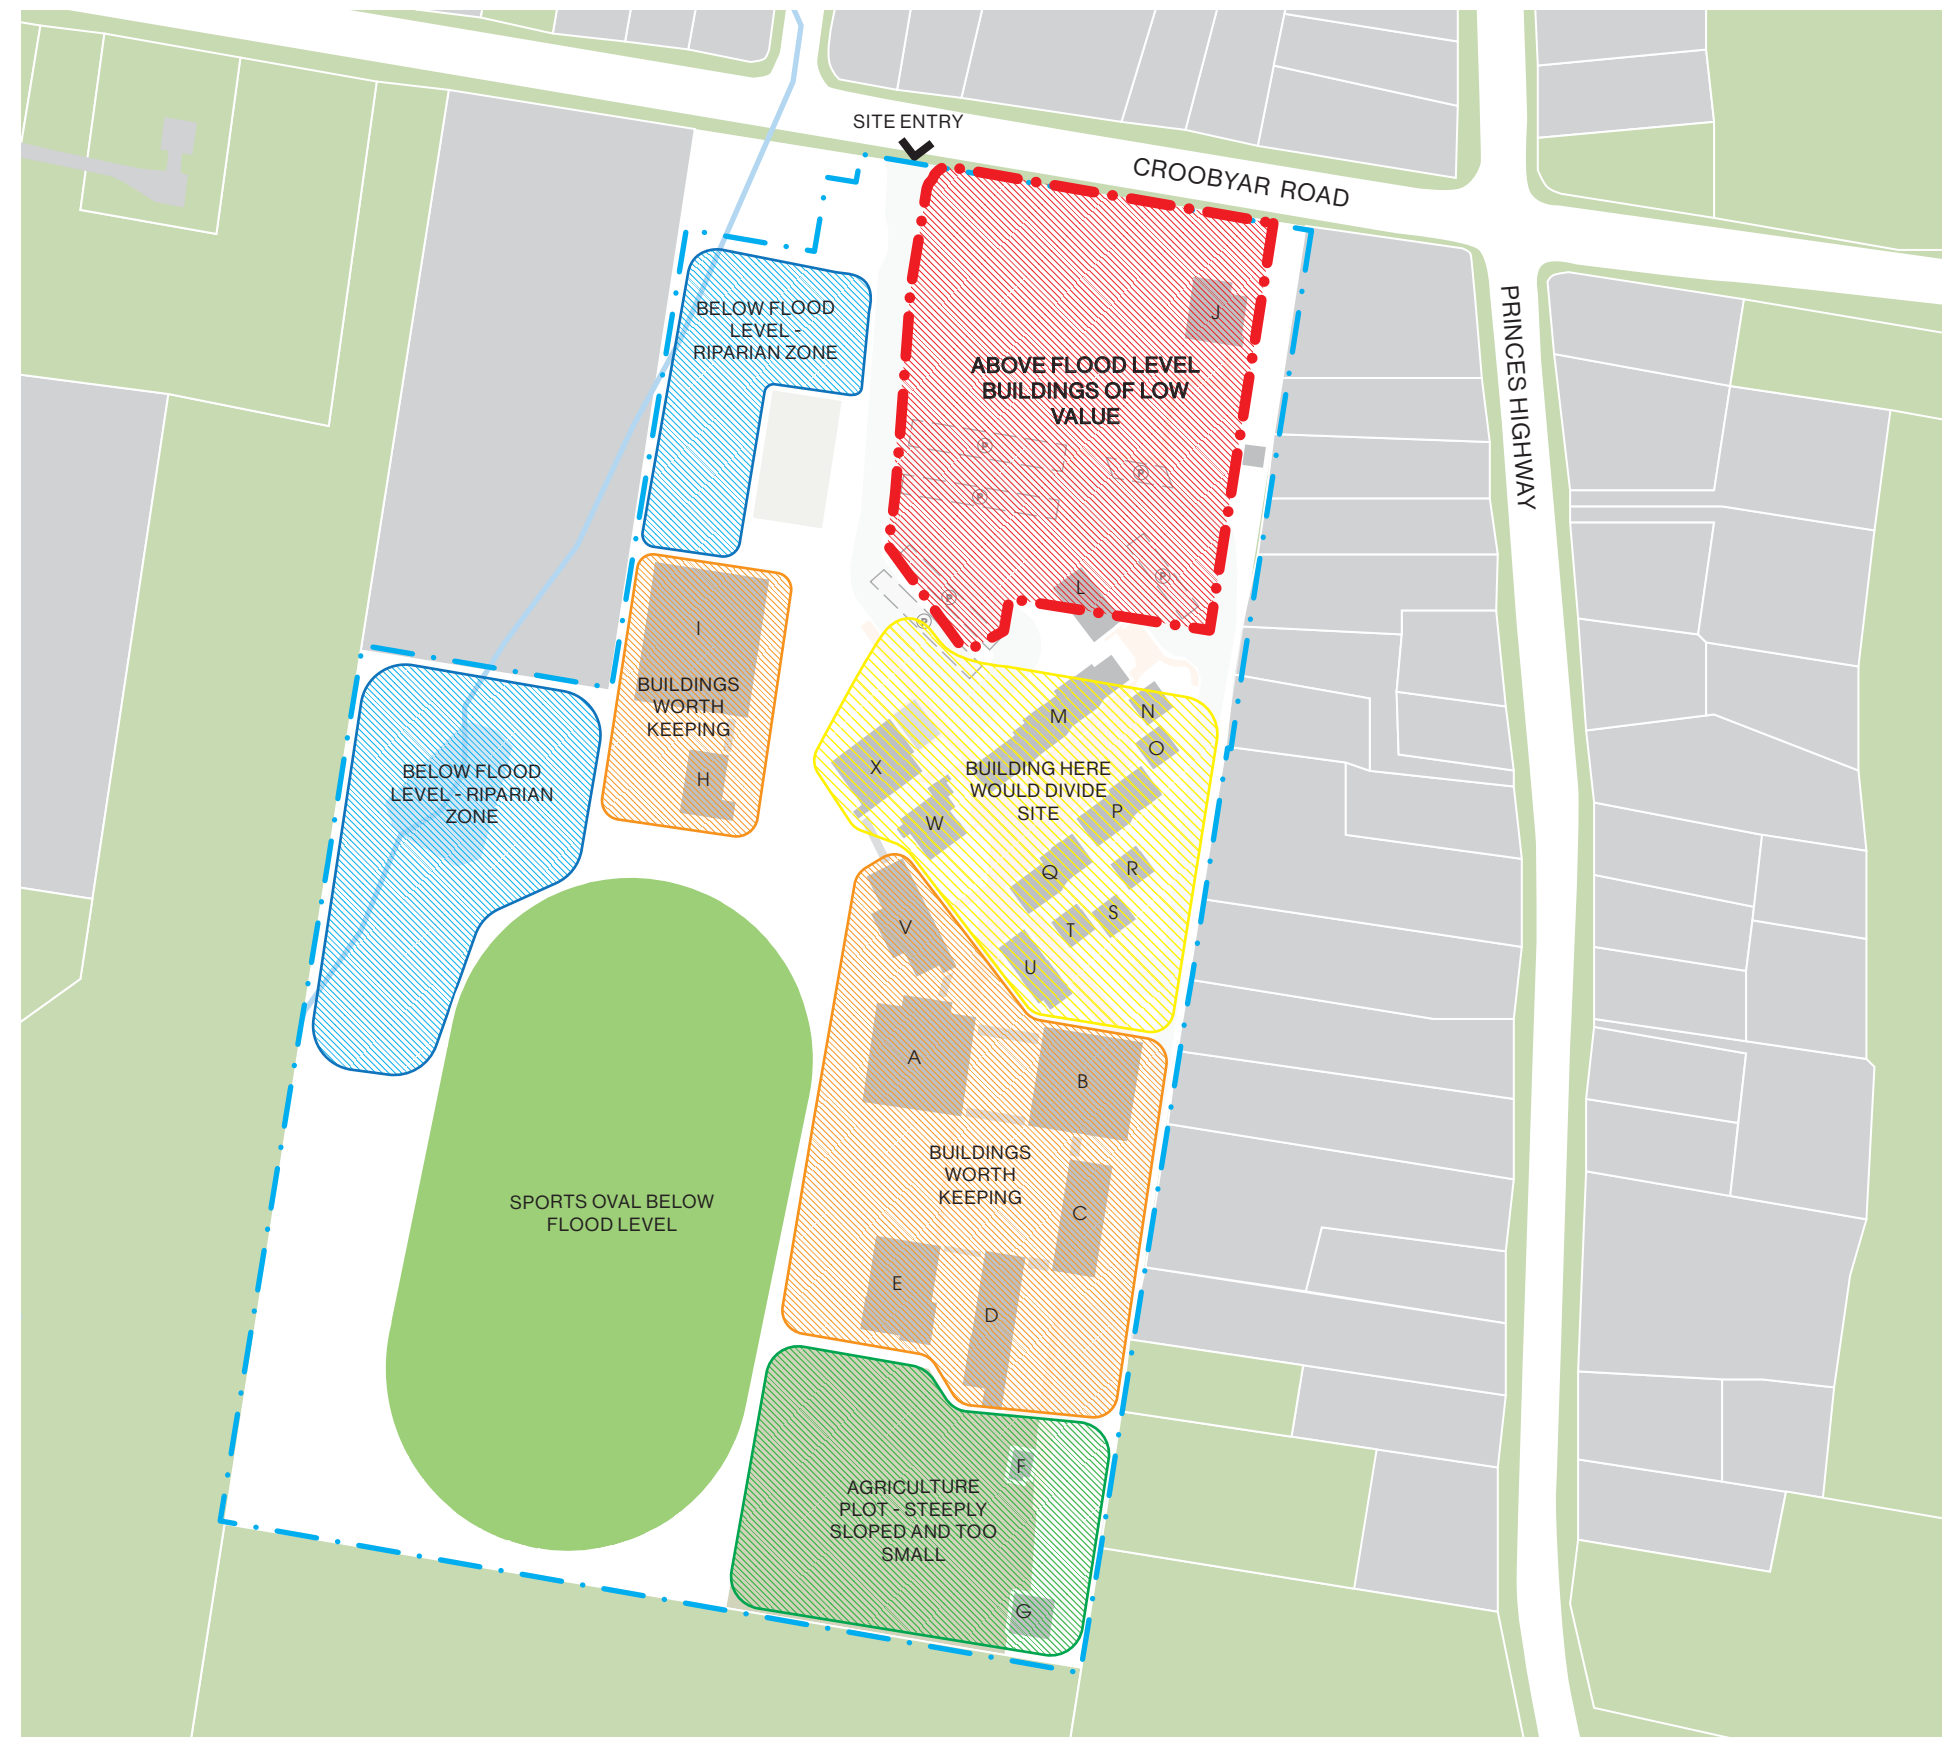 SITE ENTRY
CROOBYAR ROAD
PRINCES HIGHWAY
BELOW FLOOD
LEVEL -
RIPARIAN ZONE
J
ABOVE FLOOD LEVEL
BUILDINGS OF LOW
VALUE
P
P
P
P
L
P
P
I
BUILDINGS
WORTH
KEEPING
H
BELOW FLOOD
LEVEL - RIPARIAN
ZONE
M
N
O
X
BUILDING HERE
WOULD DIVIDE
SITE
W
P
Q
R
S
T
U
V
A
B
BUILDINGS
WORTH
KEEPING
C
E
D
SPORTS OVAL BELOW
FLOOD LEVEL
F
AGRICULTURE
PLOT - STEEPLY
SLOPED AND TOO
SMALL
G